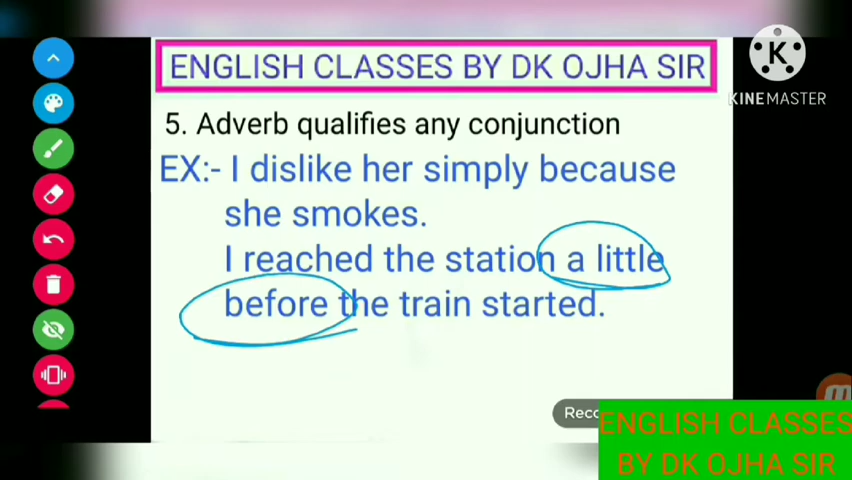 ENGLISH CLASSES BY DK OJHA SIR
K
KINEMASTER
5. Adverb qualifies any conjunction
EX:- I dislike her simply because
she smokes.
I reached the station a little
before the train started.
Reco
ENGLISH CLASSES
BY DK OJHA SIR